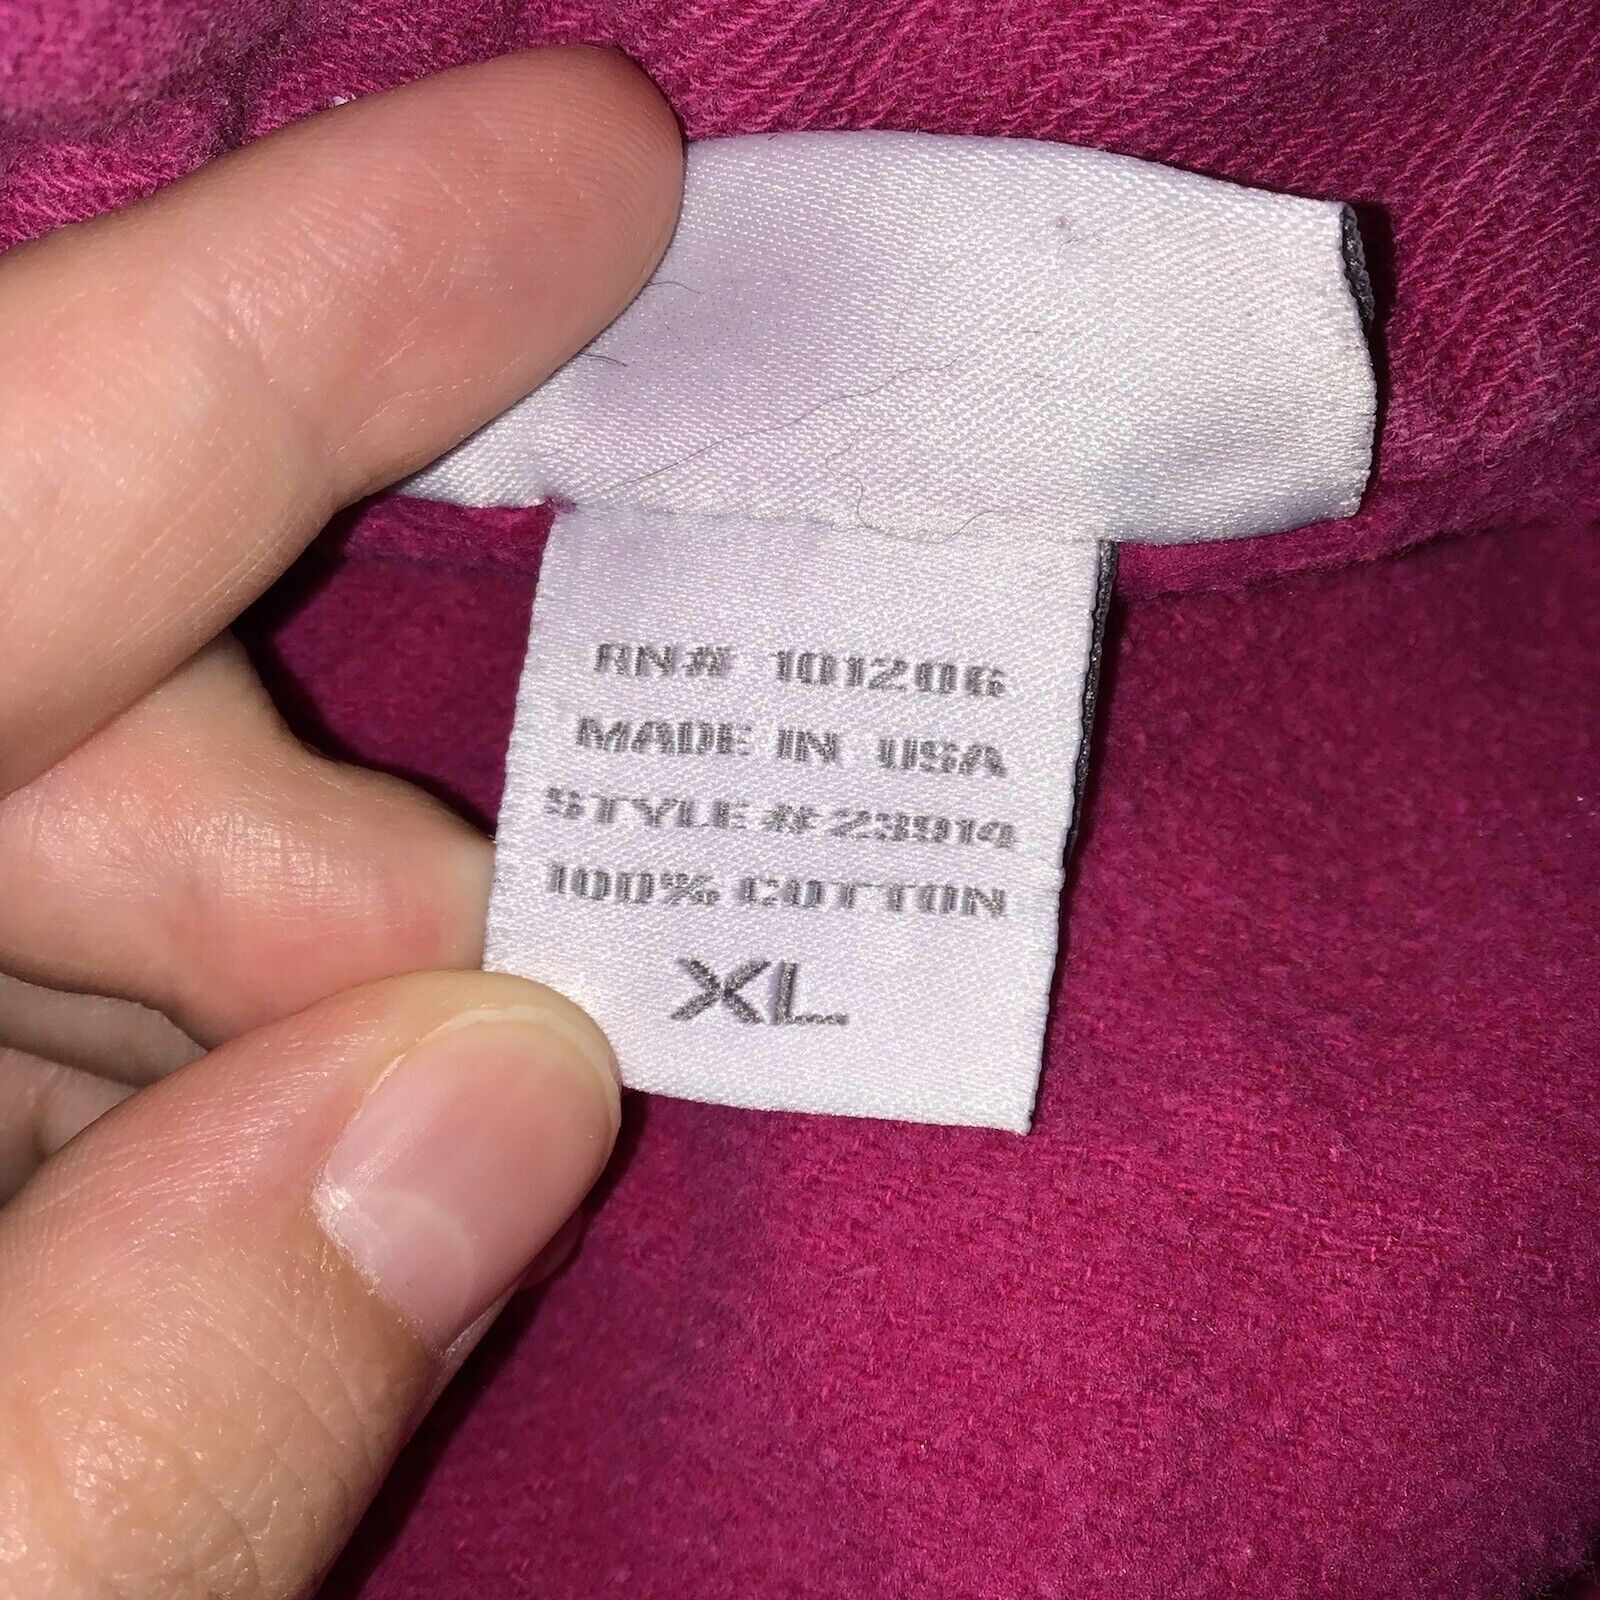 RN# 101206
MADE IN USA
STYLE # 23914
100% COTTON
XL